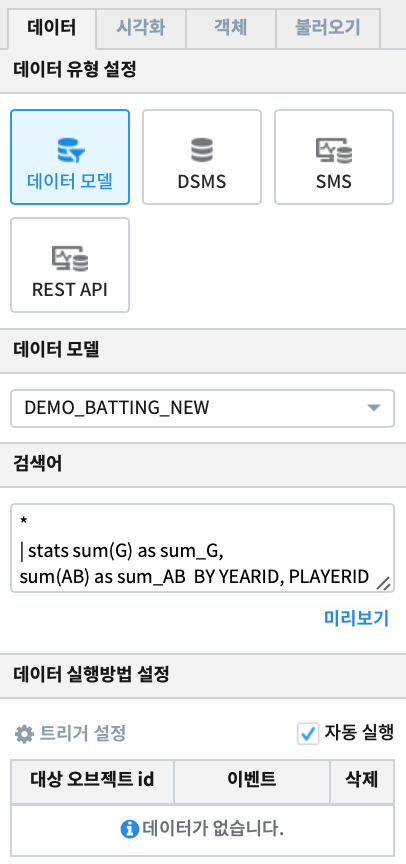 데이터 시각화 객체 불러오기
데이터 유형 설정
데이터 모델 DSMS SMS
REST API
데이터 모델
DEMO_BATTING_NEW
검색어
*
| stats sum(G) as sum_G,
sum(AB) as sum_AB  BY YEARID, PLAYERID
미리보기
데이터 실행방법 설정
트리거 설정 자동 실행
대상 오브젝트 id 이벤트 삭제
데이터가 없습니다.